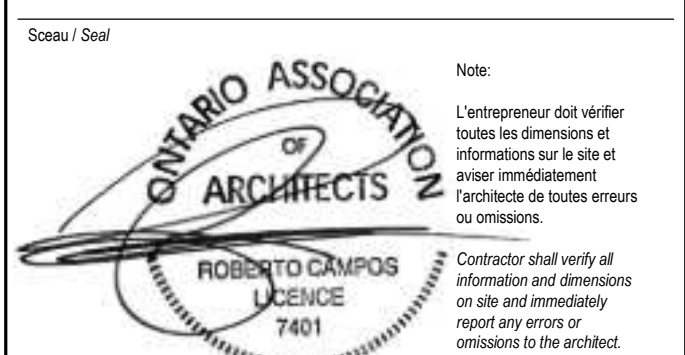 Sceau / Seal
ONTARIO ASSOCIATION
OF
ARCHITECTS
ROBERTO CAMPOS
LICENCE
7401
Note:
L'entrepreneur doit vérifier
toutes les dimensions et
informations sur le site et
aviser immédiatement
l'architecte de toutes erreurs
ou omissions.
Contractor shall verify all
information and dimensions
on site and immediately
report any errors or
omissions to the architect.